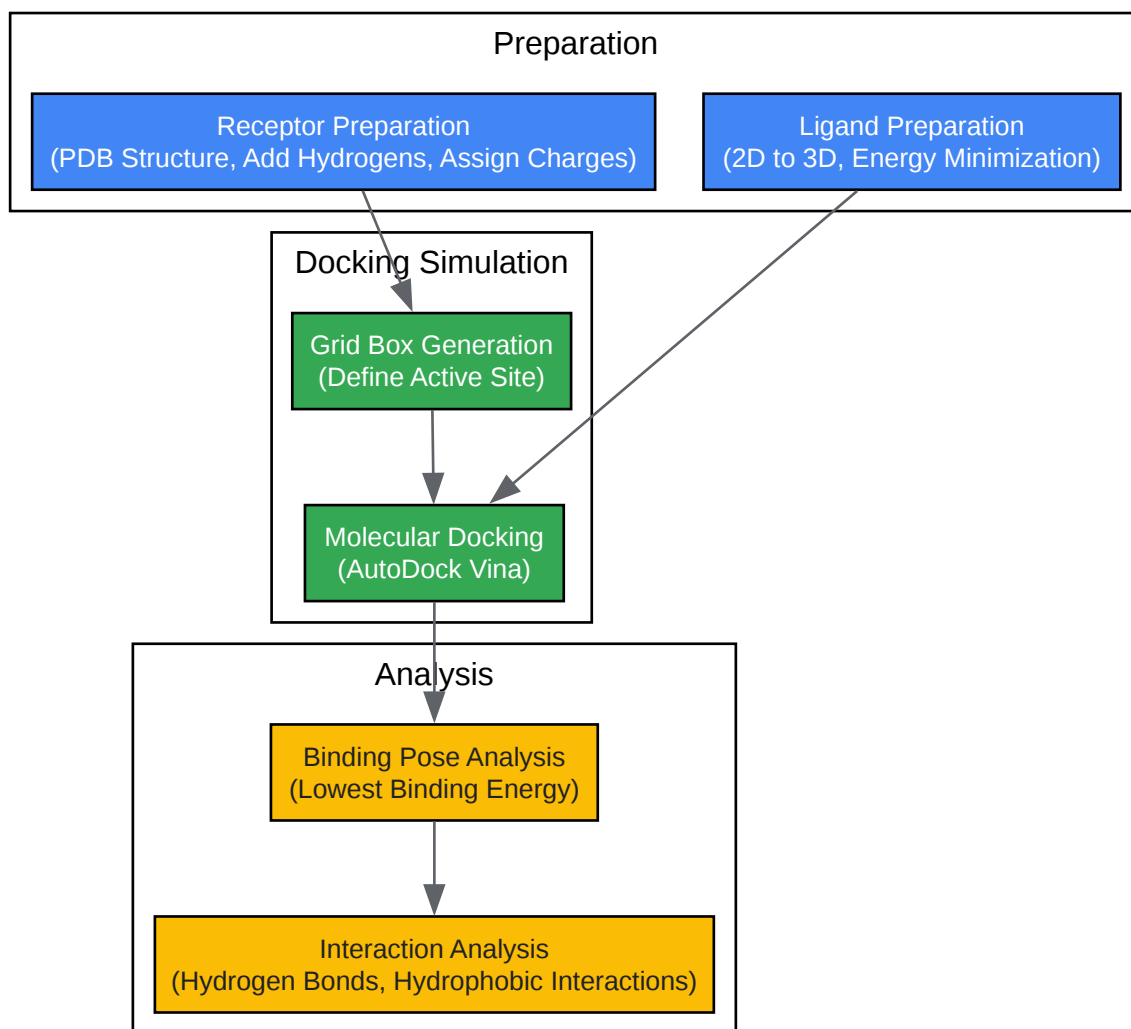 Preparation
Receptor Preparation
(PDB Structure, Add Hydrogens, Assign Charges)
Ligand Preparation
(2D to 3D, Energy Minimization)
Docking Simulation
Grid Box Generation
(Define Active Site)
Molecular Docking
(AutoDock Vina)
Analysis
Binding Pose Analysis
(Lowest Binding Energy)
Interaction Analysis
(Hydrogen Bonds, Hydrophobic Interactions)